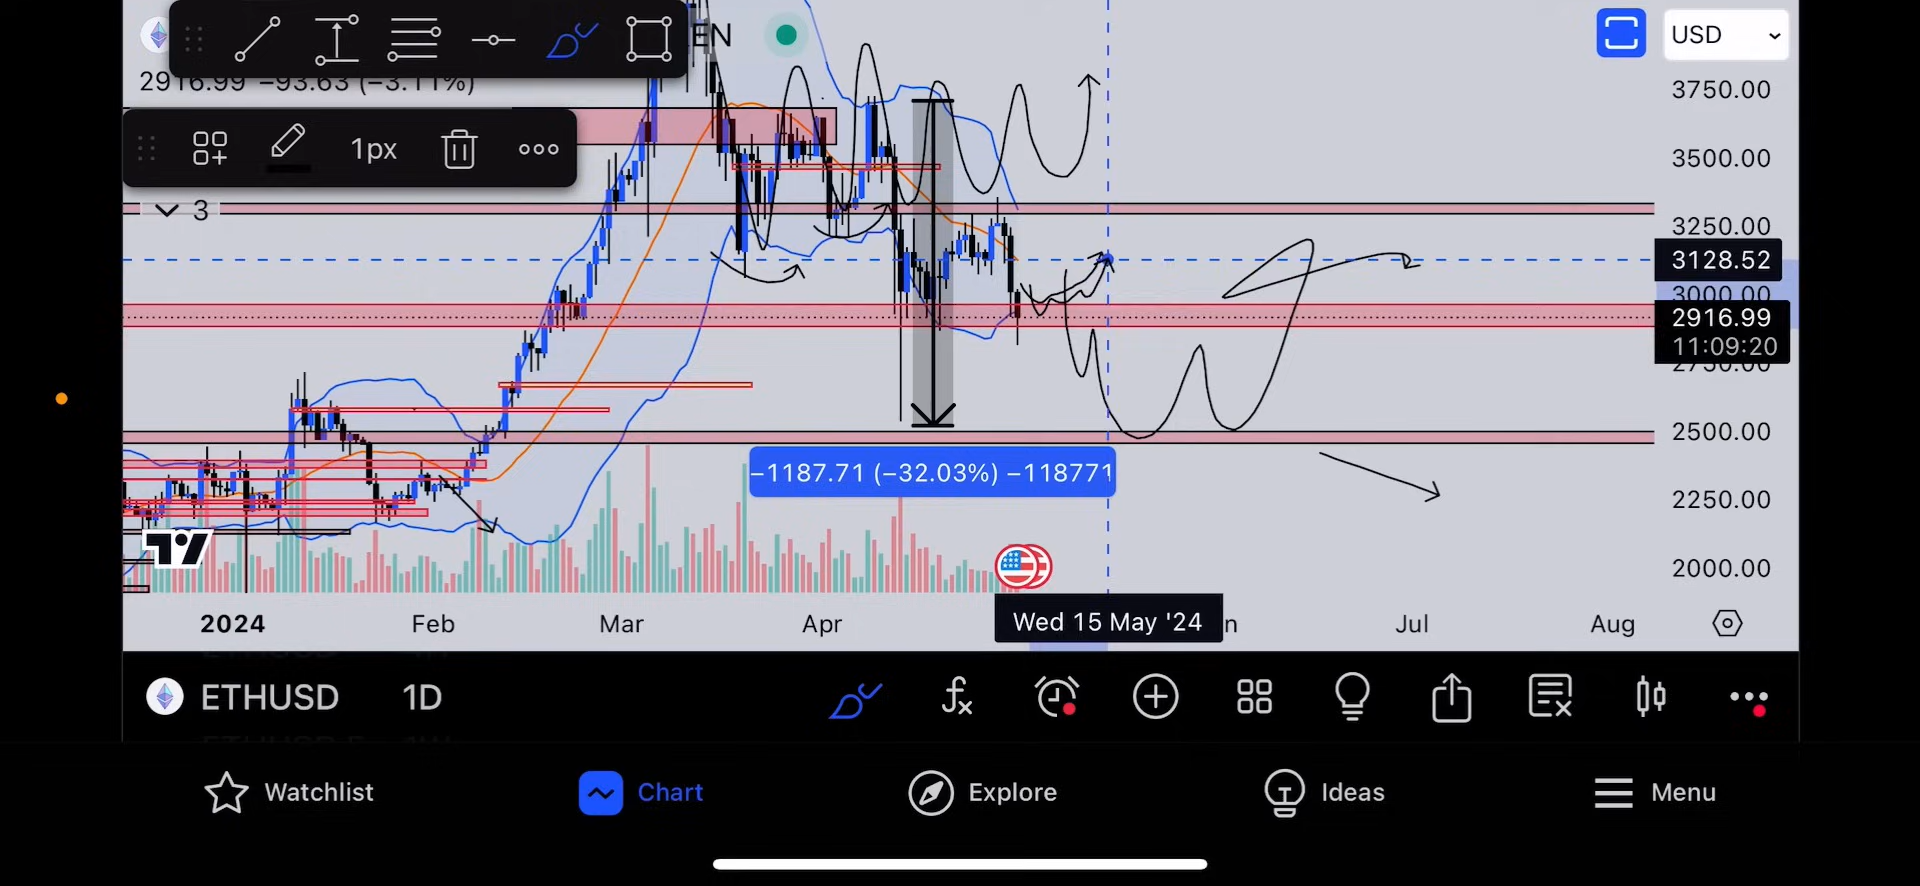 EN
USD
2916.99 −93.63 (−3.11%)
3750.00
1px
3500.00
3
3250.00
3128.52
3000.00
2916.99
11:09:20
2750.00
2500.00
−1187.71 (−32.03%) −118771
2250.00
2000.00
2024 Feb Mar Apr Wed 15 May '24 n Jul Aug
ETHUSD 1D
Watchlist Chart Explore Ideas Menu